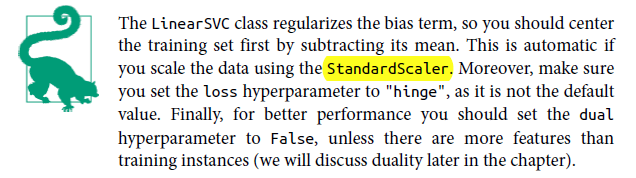 The LinearSVC class regularizes the bias term, so you should center
the training set first by subtracting its mean. This is automatic if
you scale the data using the StandardScaler. Moreover, make sure
you set the loss hyperparameter to "hinge", as it is not the default
value. Finally, for better performance you should set the dual
hyperparameter to False, unless there are more features than
training instances (we will discuss duality later in the chapter).